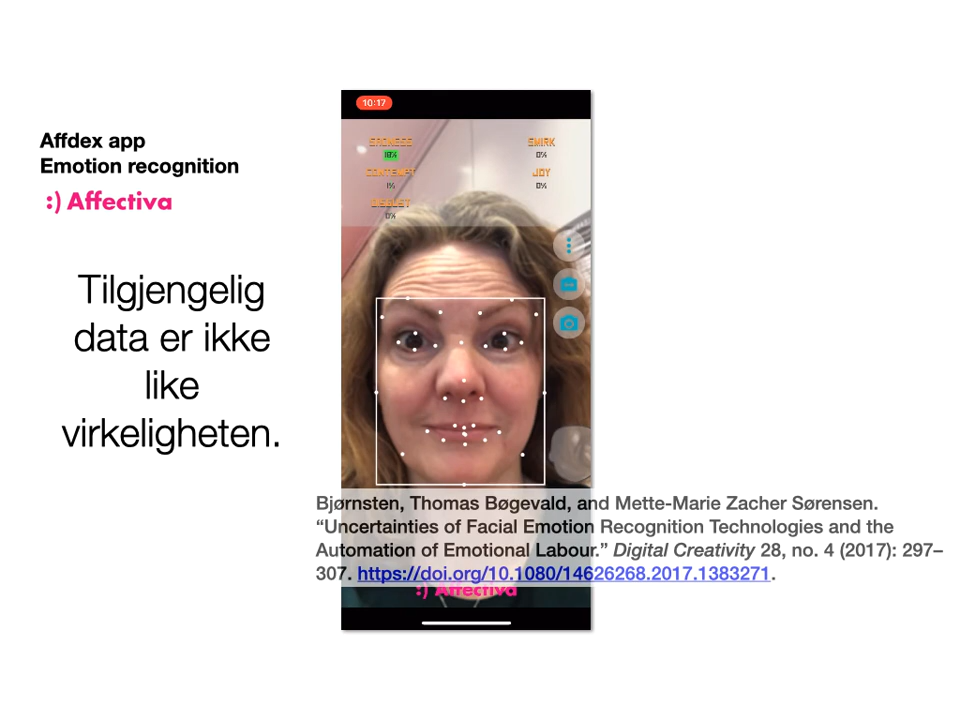 Affdex app
Emotion recognition
:) Affectiva
Tilgjengelig
data er ikke
like
virkeligheten.
10:17
SADNESS
18%
CONTEMPT
1%
DISGUST
0%
SMIRK
0%
JOY
0%
Bjørnsten, Thomas Bøgevald, and Mette-Marie Zacher Sørensen.
“Uncertainties of Facial Emotion Recognition Technologies and the
Automation of Emotional Labour.” Digital Creativity 28, no. 4 (2017): 297–
307. https://doi.org/10.1080/14626268.2017.1383271.
:) Affectiva